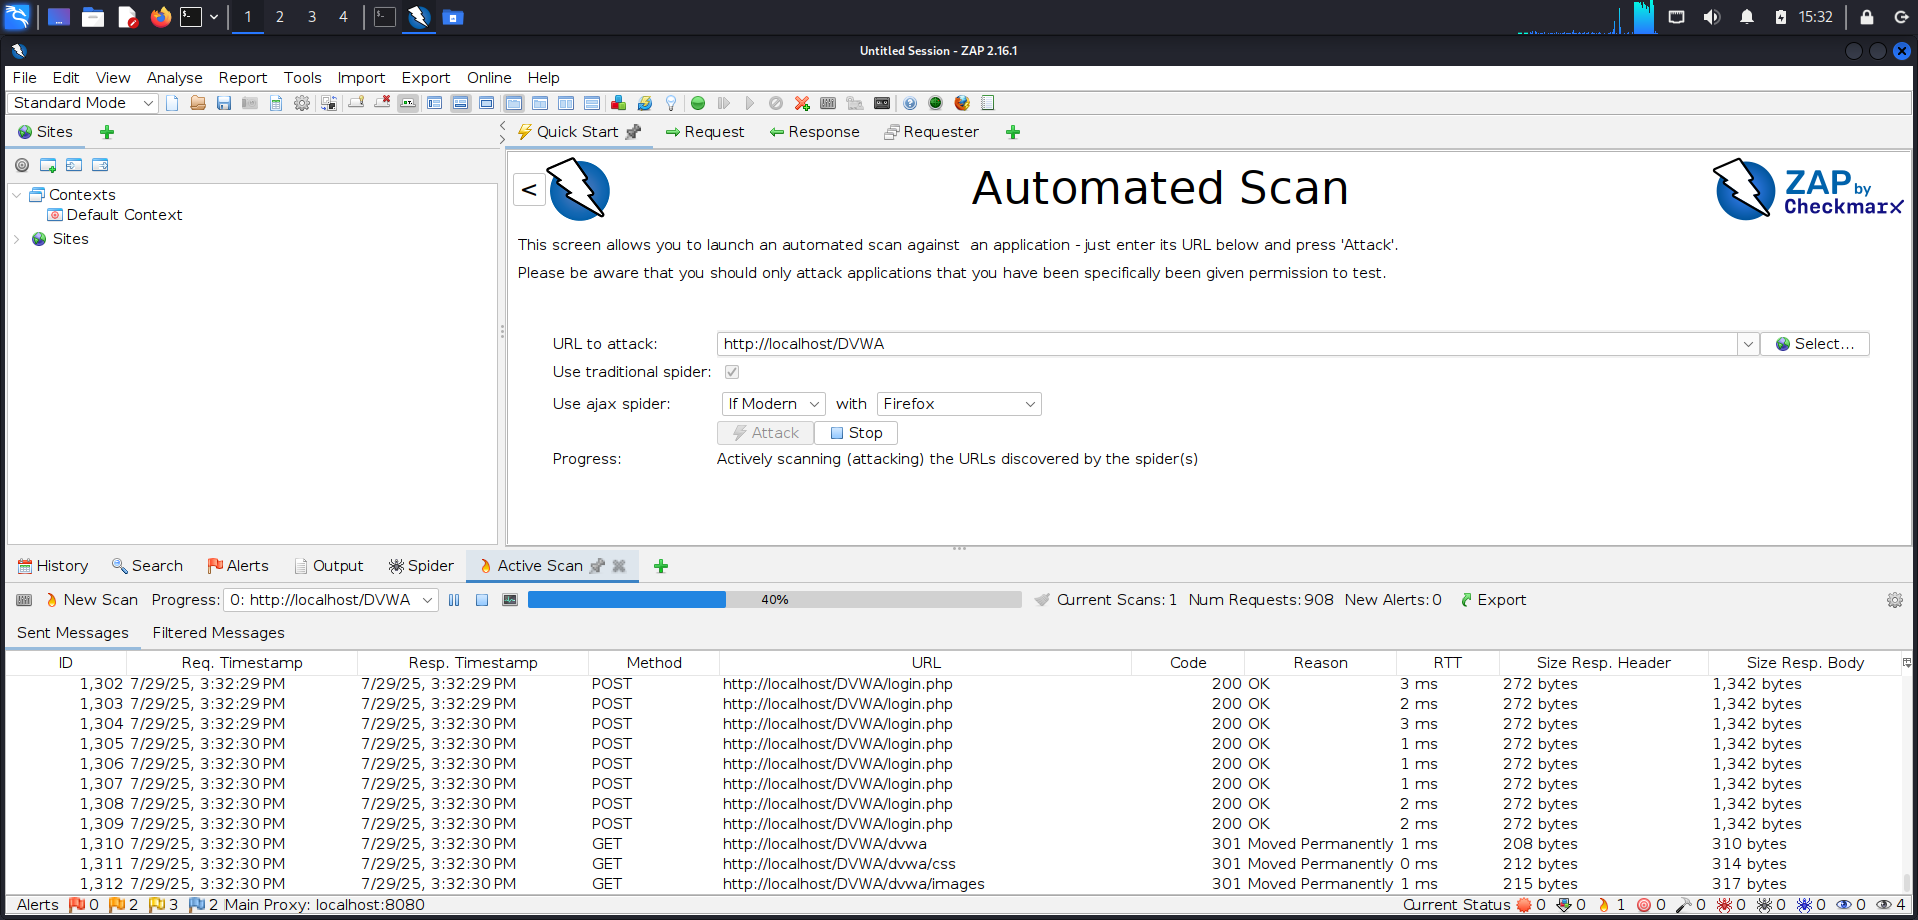 1 2 3 4 15:32
Untitled Session - ZAP 2.16.1
File Edit View Analyse Report Tools Import Export Online Help
Standard Mode
Sites
Quick Start Request Response Requester
<
Automated Scan
ZAP by
Checkmarx
Contexts
Default Context
Sites
This screen allows you to launch an automated scan against an application - just enter its URL below and press 'Attack'.
Please be aware that you should only attack applications that you have been specifically been given permission to test.
URL to attack: http://localhost/DVWA Select...
Use traditional spider:
Use ajax spider: If Modern with Firefox
Attack Stop
Progress: Actively scanning (attacking) the URLs discovered by the spider(s)
History Search Alerts Output Spider Active Scan
New Scan Progress: 0: http://localhost/DVWA 40% Current Scans: 1 Num Requests: 908 New Alerts: 0 Export
Sent Messages Filtered Messages
ID Req. Timestamp Resp. Timestamp Method URL Code Reason RTT Size Resp. Header Size Resp. Body
1,302 7/29/25, 3:32:29 PM 7/29/25, 3:32:29 PM POST http://localhost/DVWA/login.php 200 OK 3 ms 272 bytes 1,342 bytes
1,303 7/29/25, 3:32:29 PM 7/29/25, 3:32:29 PM POST http://localhost/DVWA/login.php 200 OK 2 ms 272 bytes 1,342 bytes
1,304 7/29/25, 3:32:29 PM 7/29/25, 3:32:29 PM POST http://localhost/DVWA/login.php 200 OK 3 ms 272 bytes 1,342 bytes
1,305 7/29/25, 3:32:30 PM 7/29/25, 3:32:30 PM POST http://localhost/DVWA/login.php 200 OK 1 ms 272 bytes 1,342 bytes
1,306 7/29/25, 3:32:30 PM 7/29/25, 3:32:30 PM POST http://localhost/DVWA/login.php 200 OK 1 ms 272 bytes 1,342 bytes
1,307 7/29/25, 3:32:30 PM 7/29/25, 3:32:30 PM POST http://localhost/DVWA/login.php 200 OK 1 ms 272 bytes 1,342 bytes
1,308 7/29/25, 3:32:30 PM 7/29/25, 3:32:30 PM POST http://localhost/DVWA/login.php 200 OK 2 ms 272 bytes 1,342 bytes
1,309 7/29/25, 3:32:30 PM 7/29/25, 3:32:30 PM POST http://localhost/DVWA/login.php 200 OK 2 ms 272 bytes 1,342 bytes
1,310 7/29/25, 3:32:30 PM 7/29/25, 3:32:30 PM GET http://localhost/DVWA/dvwa 301 Moved Permanently 1 ms 208 bytes 310 bytes
1,311 7/29/25, 3:32:30 PM 7/29/25, 3:32:30 PM GET http://localhost/DVWA/dvwa/css 301 Moved Permanently 0 ms 212 bytes 314 bytes
1,312 7/29/25, 3:32:30 PM 7/29/25, 3:32:30 PM GET http://localhost/DVWA/dvwa/images 301 Moved Permanently 1 ms 215 bytes 317 bytes
Alerts 0 2 3 2 Main Proxy: localhost:8080 Current Status 0 0 1 0 0 0 0 0 0 4